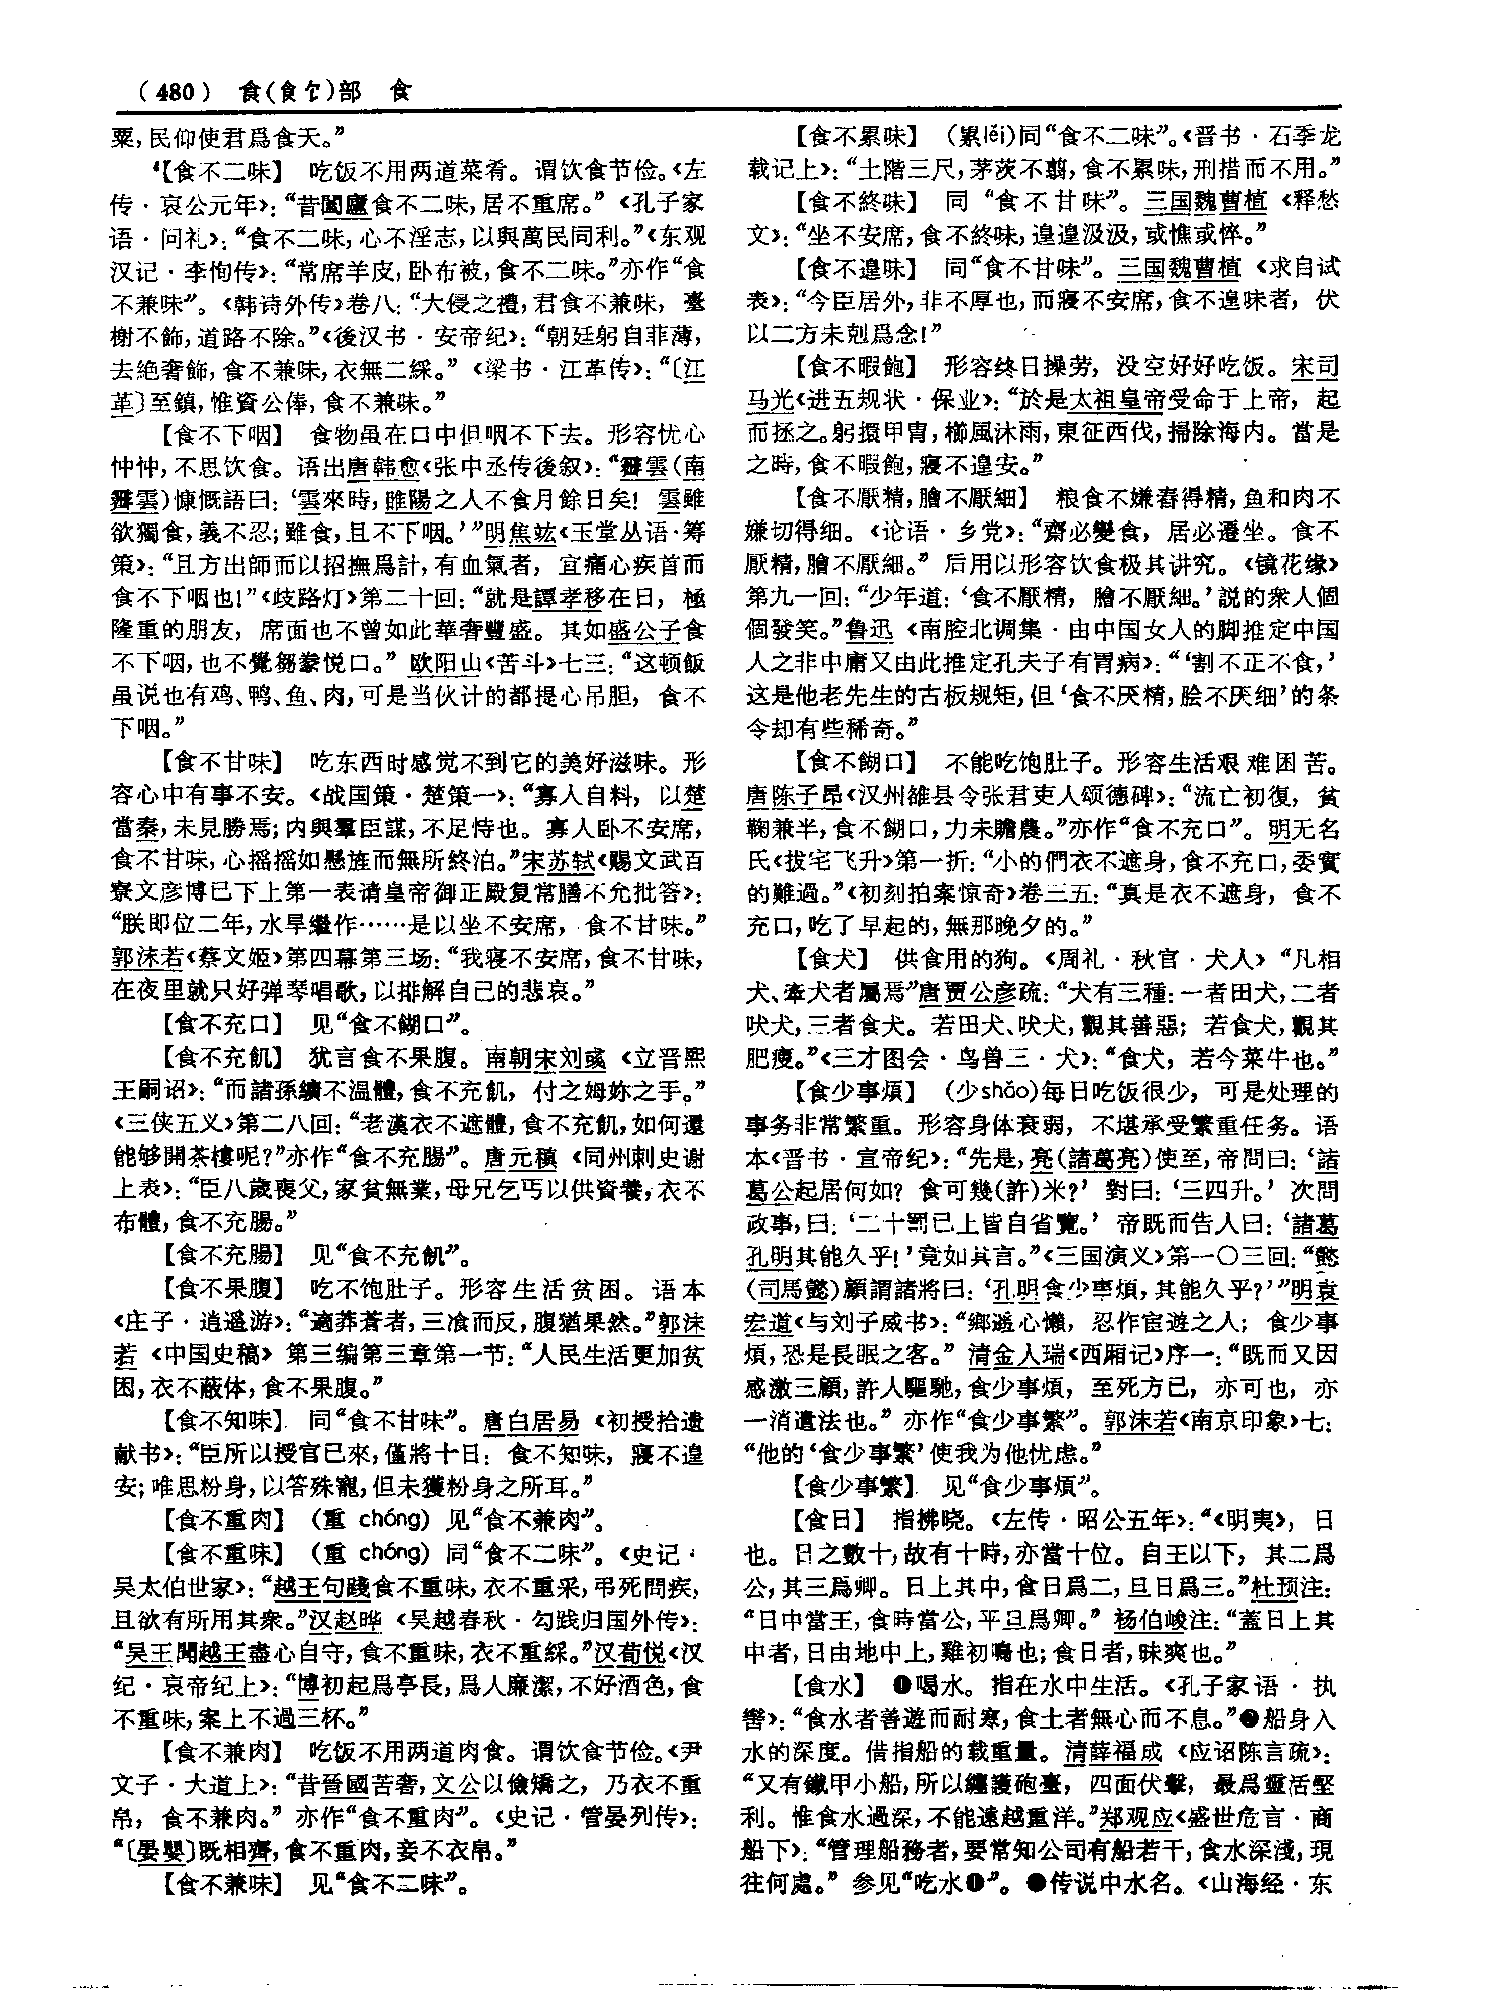 （480） 食(飠饣)部 食
粟，民仰使君爲食天。”
【食不二味】 吃饭不用两道菜肴。谓饮食节俭。《左
传·哀公元年》：“昔闔廬食不二味，居不重席。”《孔子家
语·问礼》：“食不二味，心不淫志，以與萬民同利。”《东观
汉记·李恂传》：“常席羊皮，卧布被，食不二味。”亦作“食
不兼味”。《韩诗外传》卷八：“大侵之禮，君食不兼味，臺
榭不飾，道路不除。”《後汉书·安帝纪》：“朝廷躬自菲薄，
去绝奢飾，食不兼味，衣無二綵。”《梁书·江革传》：“〔江
革〕至鎮，惟資公俸，食不兼味。”
【食不下咽】 食物虽在口中但咽不下去。形容忧心
忡忡，不思饮食。语出唐韩愈《张中丞传後叙》：“霽雲（南
霽雲）慷慨語曰：‘雲來時，睢陽之人不食月餘日矣！雲雖
欲獨食，義不忍；雖食，且不下咽。’”明焦竑《玉堂丛语·筹
策》：“且方出師而以招撫爲計，有血氣者，宜痛心疾首而
食不下咽也！”《歧路灯》第二十回：“就是譚孝移在日，極
隆重的朋友，席面也不曾如此華奢豐盛。其如盛公子食
不下咽，也不覺芻豢悦口。”欧阳山《苦斗》七三：“这顿飯
虽说也有鸡、鸭、鱼、肉，可是当伙计的都提心吊胆，食不
下咽。”
【食不甘味】 吃东西时感觉不到它的美好滋味。形
容心中有事不安。《战国策·楚策一》：“寡人自料，以楚
當秦，未見勝焉；内與羣臣謀，不足恃也。寡人卧不安席，
食不甘味，心摇摇如懸旌而無所終泊。”宋苏轼《赐文武百
寮文彦博已下上第一表请皇帝御正殿复常膳不允批答》：
“朕即位二年，水旱繼作……是以坐不安席，食不甘味。”
郭沫若《蔡文姬》第四幕第三场：“我寝不安席，食不甘味，
在夜里就只好弹琴唱歌，以排解自己的悲哀。”
【食不充口】 见“食不餬口”。
【食不充飢】 犹言食不果腹。南朝宋刘彧《立晋熙
王嗣诏》：“而諸孫纊不温體，食不充飢，付之姆妳之手。”
《三侠五义》第二八回：“老漢衣不遮體，食不充飢，如何還
能够開茶樓呢？”亦作“食不充腸”。唐元稹《同州刺史谢
上表》：“臣八歲喪父，家貧無業，母兄乞丐以供資養，衣不
布體，食不充腸。”
【食不充腸】 见“食不充飢”。
【食不果腹】 吃不饱肚子。形容生活贫困。语本
《庄子·逍遥游》：“適莽蒼者，三飡而反，腹猶果然。”郭沫
若《中国史稿》第三编第三章第一节：“人民生活更加贫
困，衣不蔽体，食不果腹。”
【食不知味】 同“食不甘味”。唐白居易《初授拾遗
献书》：“臣所以授官已來，僅將十日：食不知味，寢不遑
安；唯思粉身，以答殊寵，但未獲粉身之所耳。”
【食不重肉】 （重 chóng）见“食不兼肉”。
【食不重味】 （重 chóng）同“食不二味”。《史记·
吴太伯世家》：“越王句踐食不重味，衣不重采，弔死問疾，
且欲有所用其衆。”汉赵晔《吴越春秋·勾践归国外传》：
“吴王聞越王盡心自守，食不重味，衣不重綵。”汉荀悦《汉
纪·哀帝纪上》：“博初起爲亭長，爲人廉潔，不好酒色，食
不重味，案上不過三杯。”
【食不兼肉】 吃饭不用两道肉食。谓饮食节俭。《尹
文子·大道上》：“昔晉國苦奢，文公以儉矯之，乃衣不重
帛，食不兼肉。”亦作“食不重肉”。《史记·管晏列传》：
“〔晏嬰〕既相齊，食不重肉，妾不衣帛。”
【食不兼味】 见“食不二味”。
【食不累味】 （累lěi）同“食不二味”。《晋书·石季龙
载记上》：“土階三尺，茅茨不翦，食不累味，刑措而不用。”
【食不終味】 同“食不甘味”。三国魏曹植《释愁
文》：“坐不安席，食不終味，遑遑汲汲，或憔或悴。”
【食不遑味】 同“食不甘味”。三国魏曹植《求自试
表》：“今臣居外，非不厚也，而寢不安席，食不遑味者，伏
以二方未剋爲念！”
【食不暇飽】 形容终日操劳，没空好好吃饭。宋司
马光《进五规状·保业》：“於是太祖皇帝受命于上帝，起
而拯之。躬擐甲冑，櫛風沐雨，東征西伐，掃除海内。當是
之時，食不暇飽，寢不遑安。”
【食不厭精，膾不厭細】 粮食不嫌舂得精，鱼和肉不
嫌切得细。《论语·乡党》：“齋必變食，居必遷坐。食不
厭精，膾不厭細。”后用以形容饮食极其讲究。《镜花缘》
第九一回：“少年道：‘食不厭精，膾不厭細。’説的衆人個
個發笑。”鲁迅《南腔北调集·由中国女人的脚推定中国
人之非中庸又由此推定孔夫子有胃病》：“‘割不正不食，’
这是他老先生的古板规矩，但‘食不厌精，脍不厌细’的条
令却有些稀奇。”
【食不餬口】 不能吃饱肚子。形容生活艰难困苦。
唐陈子昂《汉州雒县令张君吏人颂德碑》：“流亡初復，貧
鞠兼半，食不餬口，力未贍農。”亦作“食不充口”。明无名
氏《拔宅飞升》第一折：“小的們衣不遮身，食不充口，委實
的難過。”《初刻拍案惊奇》卷三五：“真是衣不遮身，食不
充口，吃了早起的，無那晚夕的。”
【食犬】 供食用的狗。《周礼·秋官·犬人》“凡相
犬、牽犬者屬焉”唐贾公彦疏：“犬有三種：一者田犬，二者
吠犬，三者食犬。若田犬、吠犬，觀其善惡；若食犬，觀其
肥瘦。”《三才图会·鸟兽三·犬》：“食犬，若今菜牛也。”
【食少事煩】 （少shǎo）每日吃饭很少，可是处理的
事务非常繁重。形容身体衰弱，不堪承受繁重任务。语
本《晋书·宣帝纪》：“先是，亮（諸葛亮）使至，帝問曰：‘諸
葛公起居何如？食可幾（許）米？’對曰：‘三四升。’次問
政事，曰：‘二十罰已上皆自省覽。’帝既而告人曰：‘諸葛
孔明其能久乎！’竟如其言。”《三国演义》第一〇三回：“懿
（司馬懿）顧謂諸將曰：‘孔明食少事煩，其能久乎？’”明袁
宏道《与刘子威书》：“鄉遥心懶，忍作宦遊之人；食少事
煩，恐是長眠之客。”清金人瑞《西厢记》序一：“既而又因
感激三顧，許人驅馳，食少事煩，至死方已，亦可也，亦
一消遣法也。”亦作“食少事繁”。郭沫若《南京印象》七：
“他的‘食少事繁’使我为他忧虑。”
【食少事繁】 见“食少事煩”。
【食日】 指拂晓。《左传·昭公五年》：“《明夷》，日
也。日之數十，故有十時，亦當十位。自王以下，其二爲
公，其三爲卿。日上其中，食日爲二，旦日爲三。”杜预注：
“日中當王，食時當公，平旦爲卿。”杨伯峻注：“蓋日上其
中者，日由地中上，雞初鳴也；食日者，昧爽也。”
【食水】 ❶喝水。指在水中生活。《孔子家语·执
辔》：“食水者善遊而耐寒，食土者無心而不息。”❷船身入
水的深度。借指船的载重量。清薛福成《应诏陈言疏》：
“又有鐵甲小船，所以纏護砲臺，四面伏擊，最爲靈活堅
利。惟食水過深，不能遠越重洋。”郑观应《盛世危言·商
船下》：“管理船務者，要常知公司有船若干，食水深淺，現
往何處。”参见“吃水❶”。❸传说中水名。《山海经·东